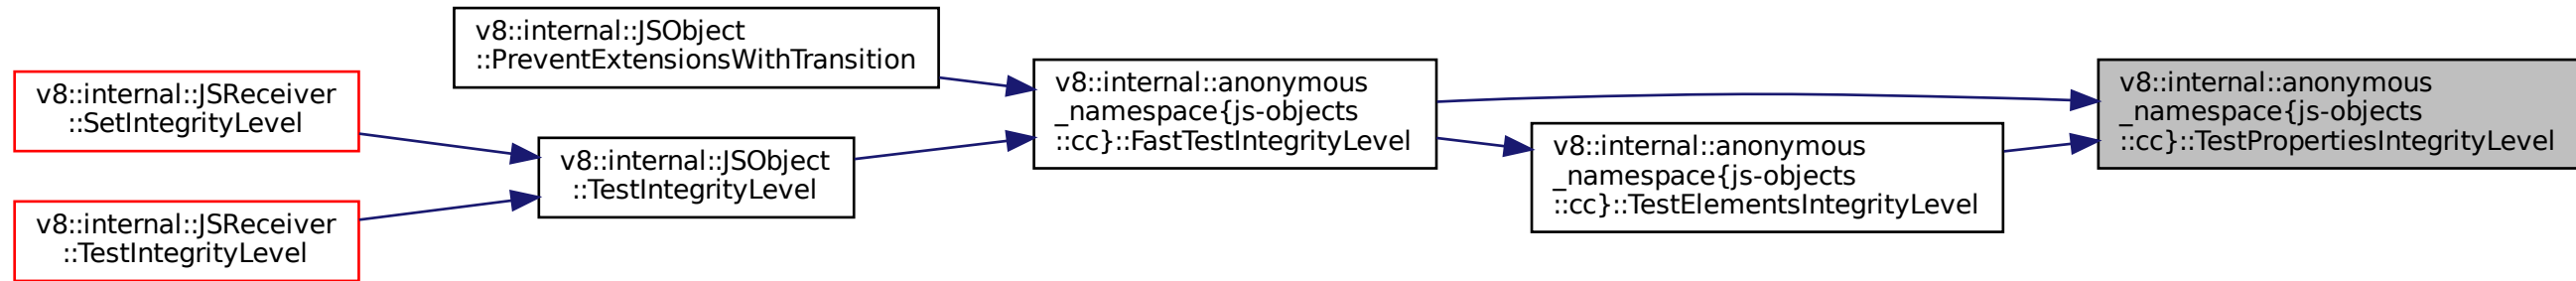 v8::internal::JSReceiver
::SetIntegrityLevel
v8::internal::JSReceiver
::TestIntegrityLevel
v8::internal::JSObject
::PreventExtensionsWithTransition
v8::internal::JSObject
::TestIntegrityLevel
v8::internal::anonymous
_namespace{js-objects
::cc}::FastTestIntegrityLevel
v8::internal::anonymous
_namespace{js-objects
::cc}::TestElementsIntegrityLevel
v8::internal::anonymous
_namespace{js-objects
::cc}::TestPropertiesIntegrityLevel